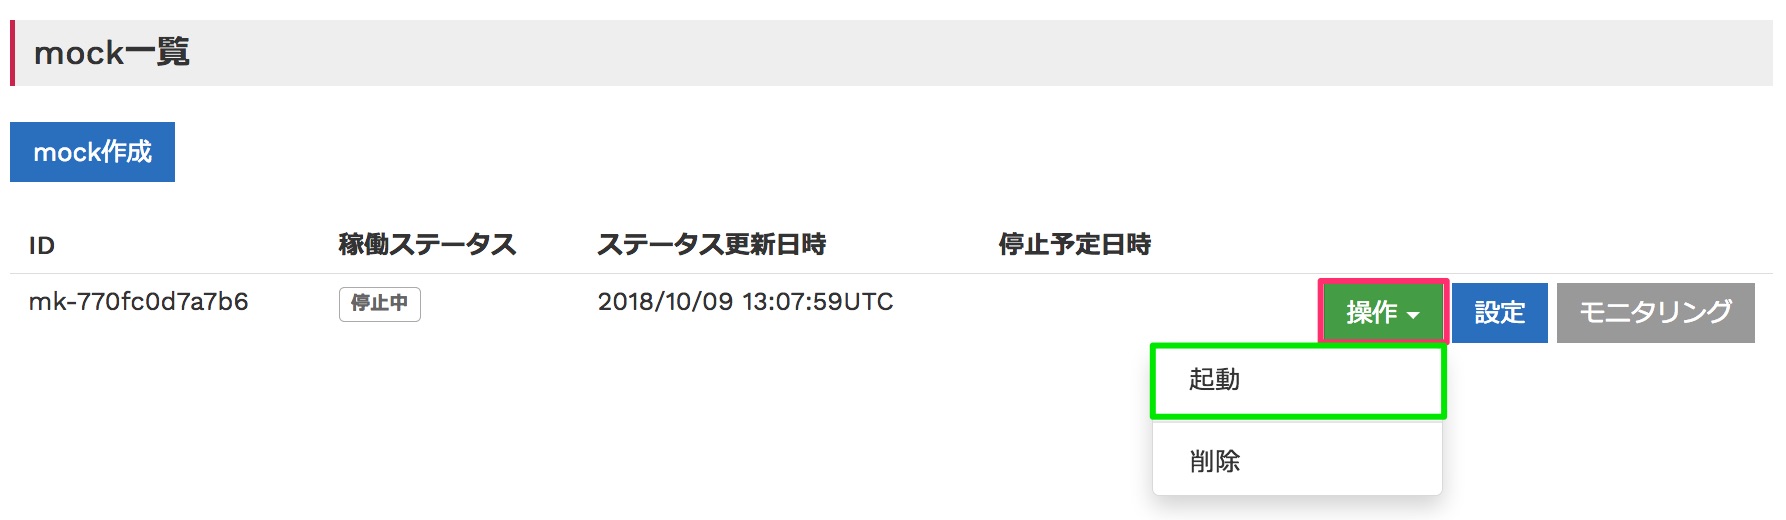 mock一覧
mock作成
ID 稼働ステータス ステータス更新日時 停止予定日時
mk-770fc0d7a7b6 停止中 2018/10/09 13:07:59UTC 操作 設定 モニタリング
起動
削除